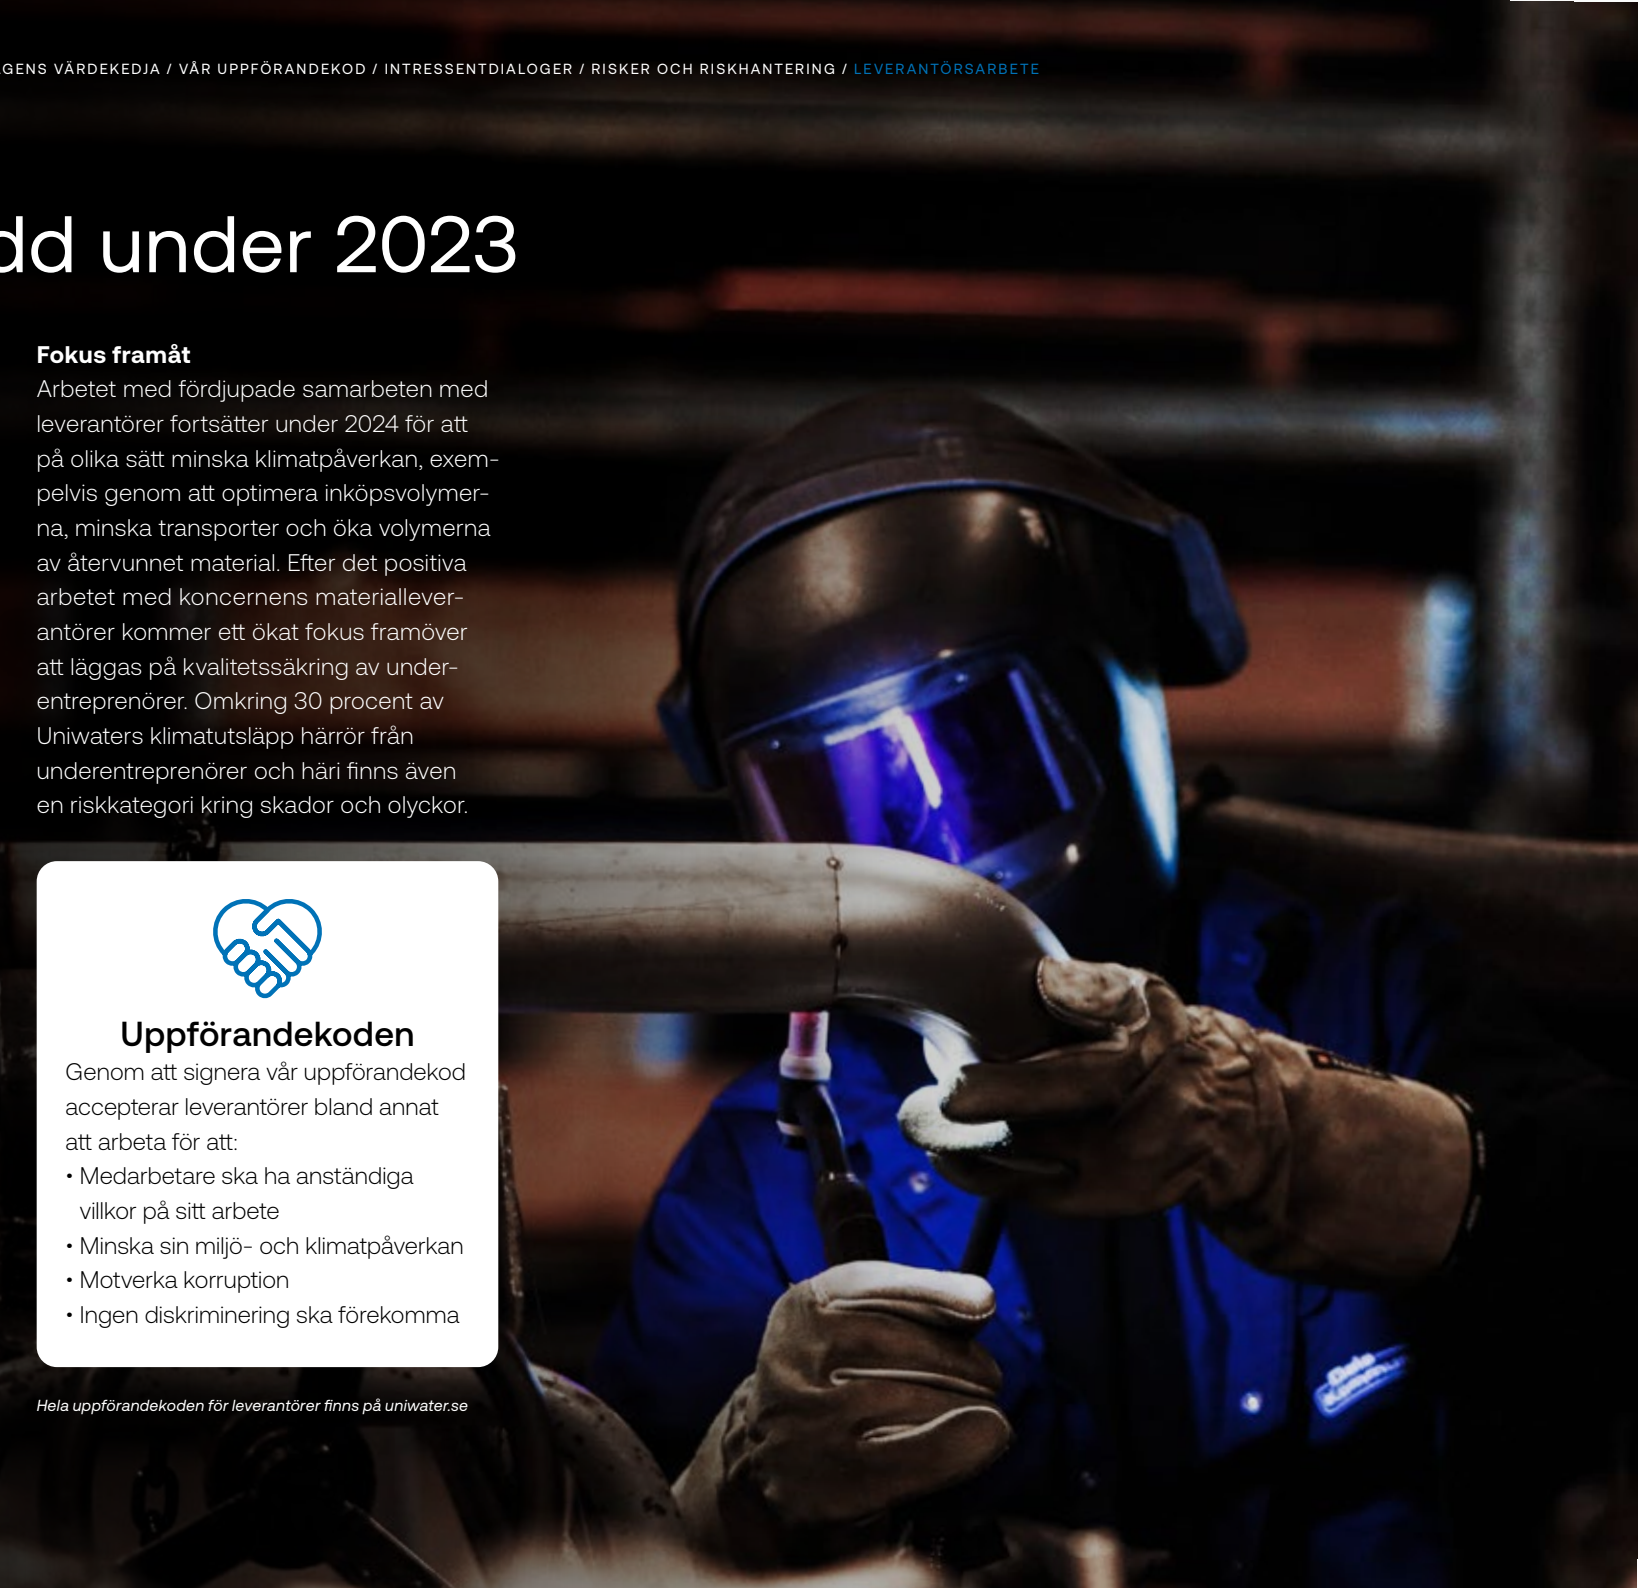 VÄRDEKEDJA / VÅR UPPFÖRANDEKOD / INTRESSENTDIALOGER / RISKER OCH RISKHANTERING / LEVERANTÖRSARBETE
under 2023
Fokus framåt
Arbetet med fördjupade samarbeten med
leverantörer fortsätter under 2024 för att
på olika sätt minska klimatpåverkan, exem-
pelvis genom att optimera inköpsvolymer-
na, minska transporter och öka volymerna
av återvunnet material. Efter det positiva
arbetet med koncernens materiallever-
antörer kommer ett ökat fokus framöver
att läggas på kvalitetssäkring av under-
entreprenörer. Omkring 30 procent av
Uniwaters klimatutsläpp härrör från
underentreprenörer och häri finns även
en riskkategori kring skador och olyckor.
Uppförandekoden
Genom att signera vår uppförandekod
accepterar leverantörer bland annat
att arbeta för att:
• Medarbetare ska ha anständiga
villkor på sitt arbete
• Minska sin miljö- och klimatpåverkan
• Motverka korruption
• Ingen diskriminering ska förekomma
Hela uppförandekoden för leverantörer finns på uniwater.se